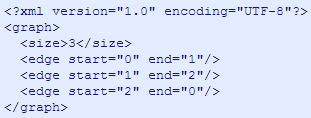 <?xml version="1.0" encoding="UTF-8"?>
<graph>
  <size>3</size>
  <edge start="0" end="1"/>
  <edge start="1" end="2"/>
  <edge start="2" end="0"/>
</graph>